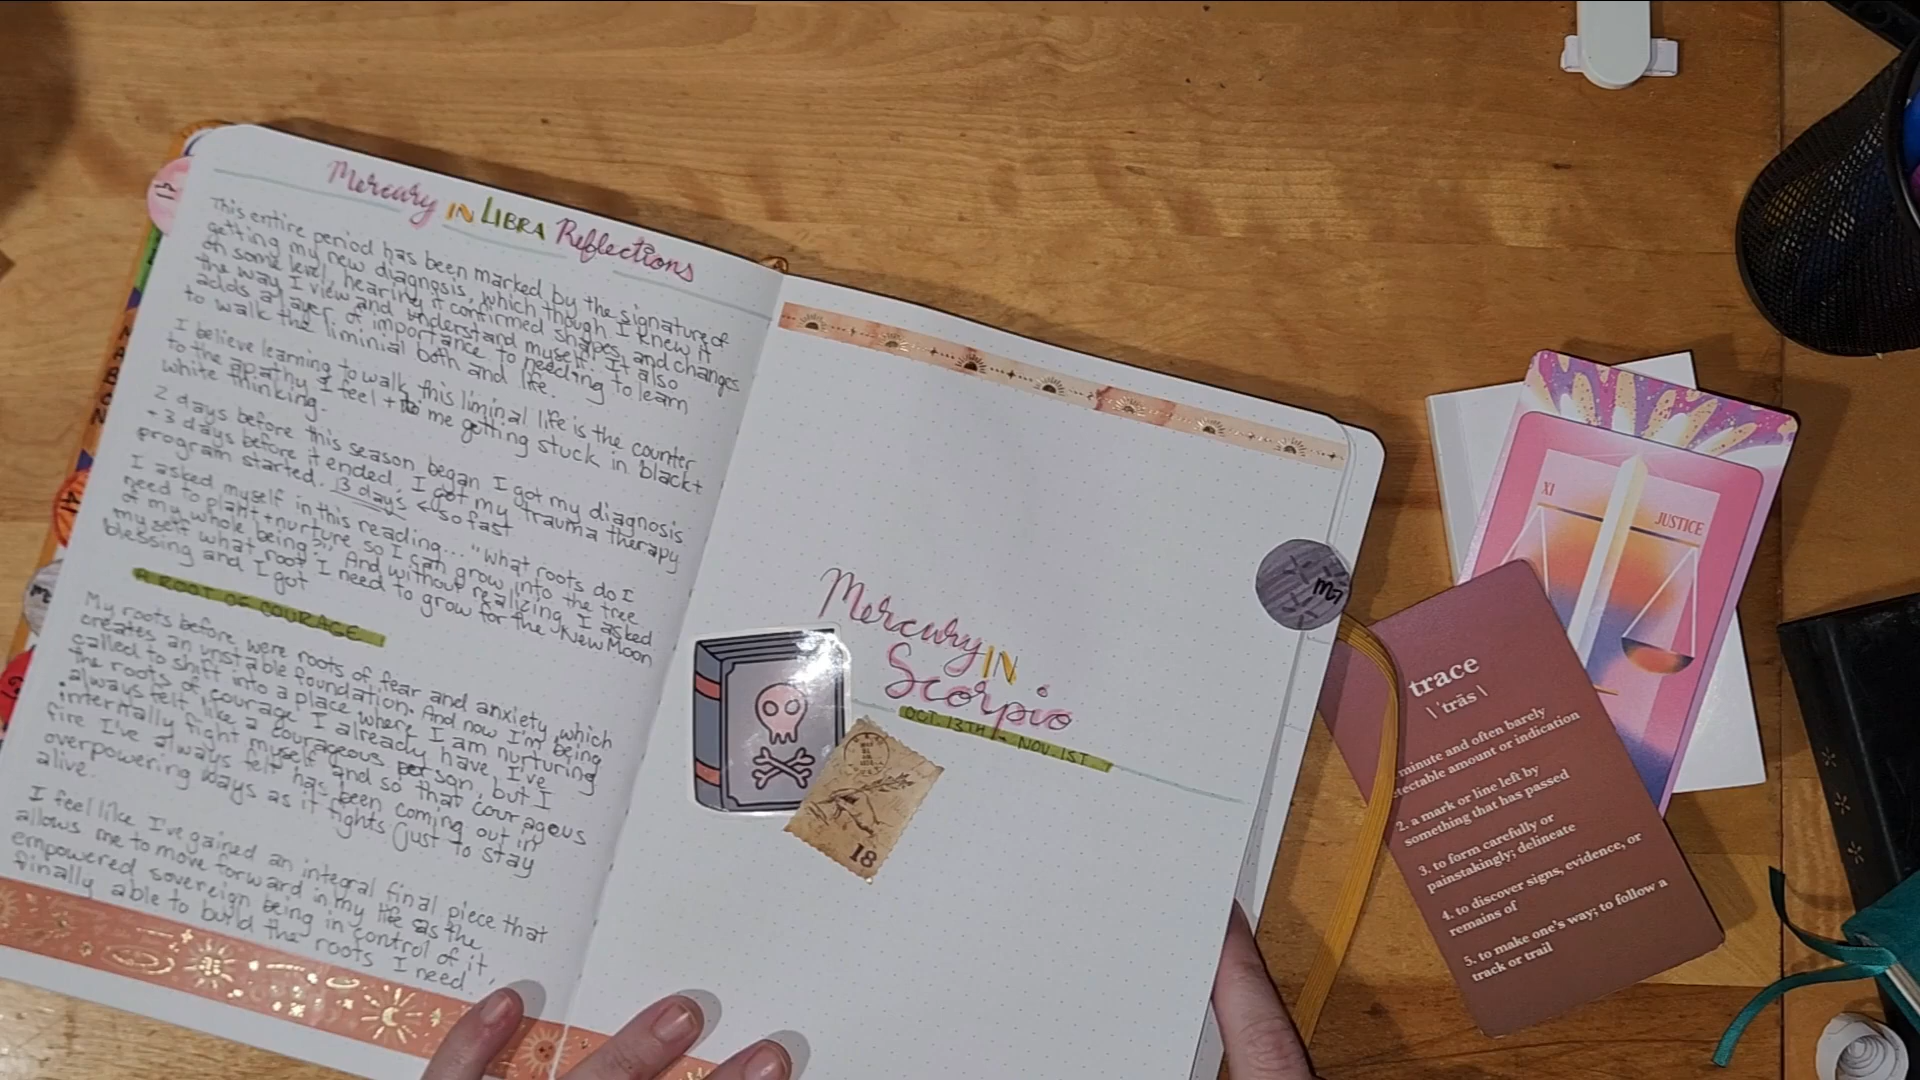 Mercury IN LIBRA Reflections
This entire period has been marked by the signature of
getting my new diagnosis, which though I knew it
on some level, hearing it confirmed shapes and changes
the way I view and understand myself. It also
adds a layer of importance to needing to learn
to walk the liminial both and life.
I believe learning to walk this liminal life is the counter
to the apathy I feel + to me getting stuck in black +
white thinking.
2 days before this season began I got my diagnosis
+ 3 days before it ended, I got my trauma therapy
program started. 13 days ← so fast
I asked myself in this reading... "What roots do I
need to plant + nurture so I can grow into the tree
of my whole being?" And without realizing, I asked
myself what root I need to grow for the New Moon
blessing and I got
A ROOT OF COURAGE
My roots before were roots of fear and anxiety, which
creates an unstable foundation. And now I'm being
called to shift into a place where I am nurturing
the roots of courage I already have. I've
always felt like a courageous person, but I
internally fight myself and so that courageous
fire I've always felt has been coming out in
overpowering ways as it fights just to stay
alive.
I feel like I've gained an integral final piece that
allows me to move forward in my life as the
empowered sovereign being in control of it,
finally able to build the roots I need.
Mercury IN
Scorpio
OCT. 13TH - NOV. 1ST
18
XI
JUSTICE
trace
\ˈtrās\
minute and often barely
detectable amount or indication
2. a mark or line left by
something that has passed
3. to form carefully or
painstakingly; delineate
4. to discover signs, evidence, or
remains of
5. to make one's way; to follow a
track or trail